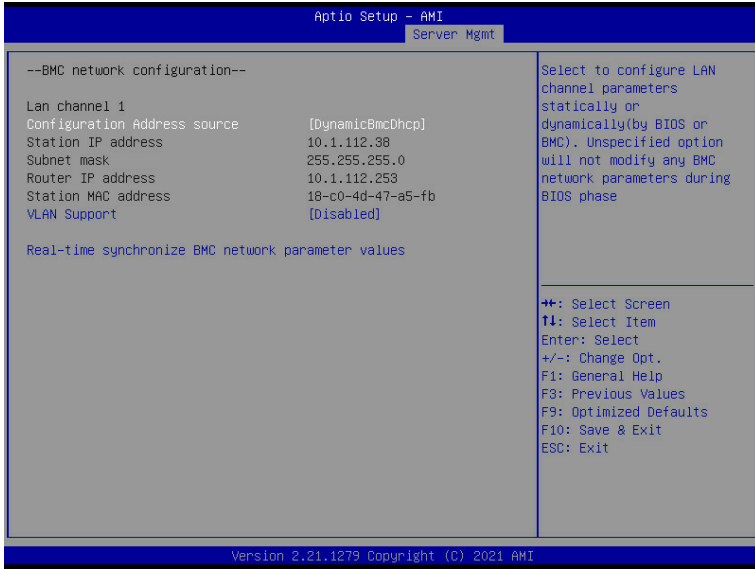 Aptio Setup - AMI
Server Mgmt
--BMC network configuration--
Lan channel 1
Configuration Address source [DynamicBmcDhcp]
Station IP address 10.1.112.38
Subnet mask 255.255.255.0
Router IP address 10.1.112.253
Station MAC address 18-c0-4d-47-a5-fb
VLAN Support [Disabled]
Real-time synchronize BMC network parameter values
Select to configure LAN
channel parameters
statically or
dynamically(by BIOS or
BMC). Unspecified option
will not modify any BMC
network parameters during
BIOS phase
→←: Select Screen
↑↓: Select Item
Enter: Select
+/-: Change Opt.
F1: General Help
F3: Previous Values
F9: Optimized Defaults
F10: Save & Exit
ESC: Exit
Version 2.21.1279 Copyright (C) 2021 AMI